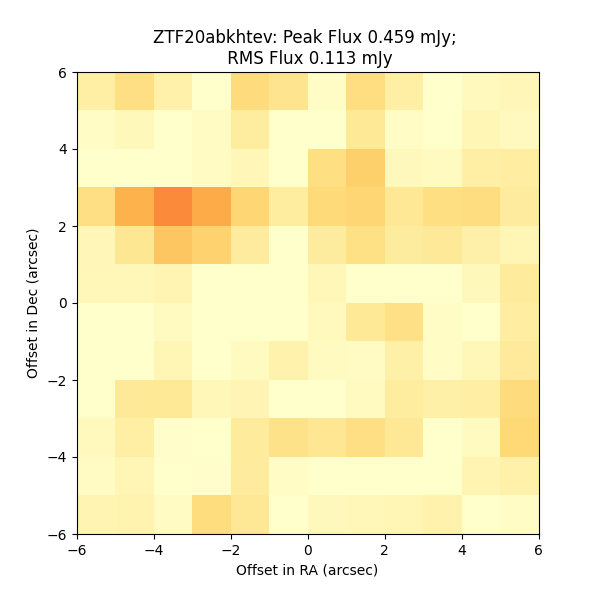 ZTF20abkhtev: Peak Flux 0.459 mJy;
RMS Flux 0.113 mJy
6
4
2
0
−2
−4
−6
Offset in Dec (arcsec)
−6 −4 −2 0 2 4 6
Offset in RA (arcsec)